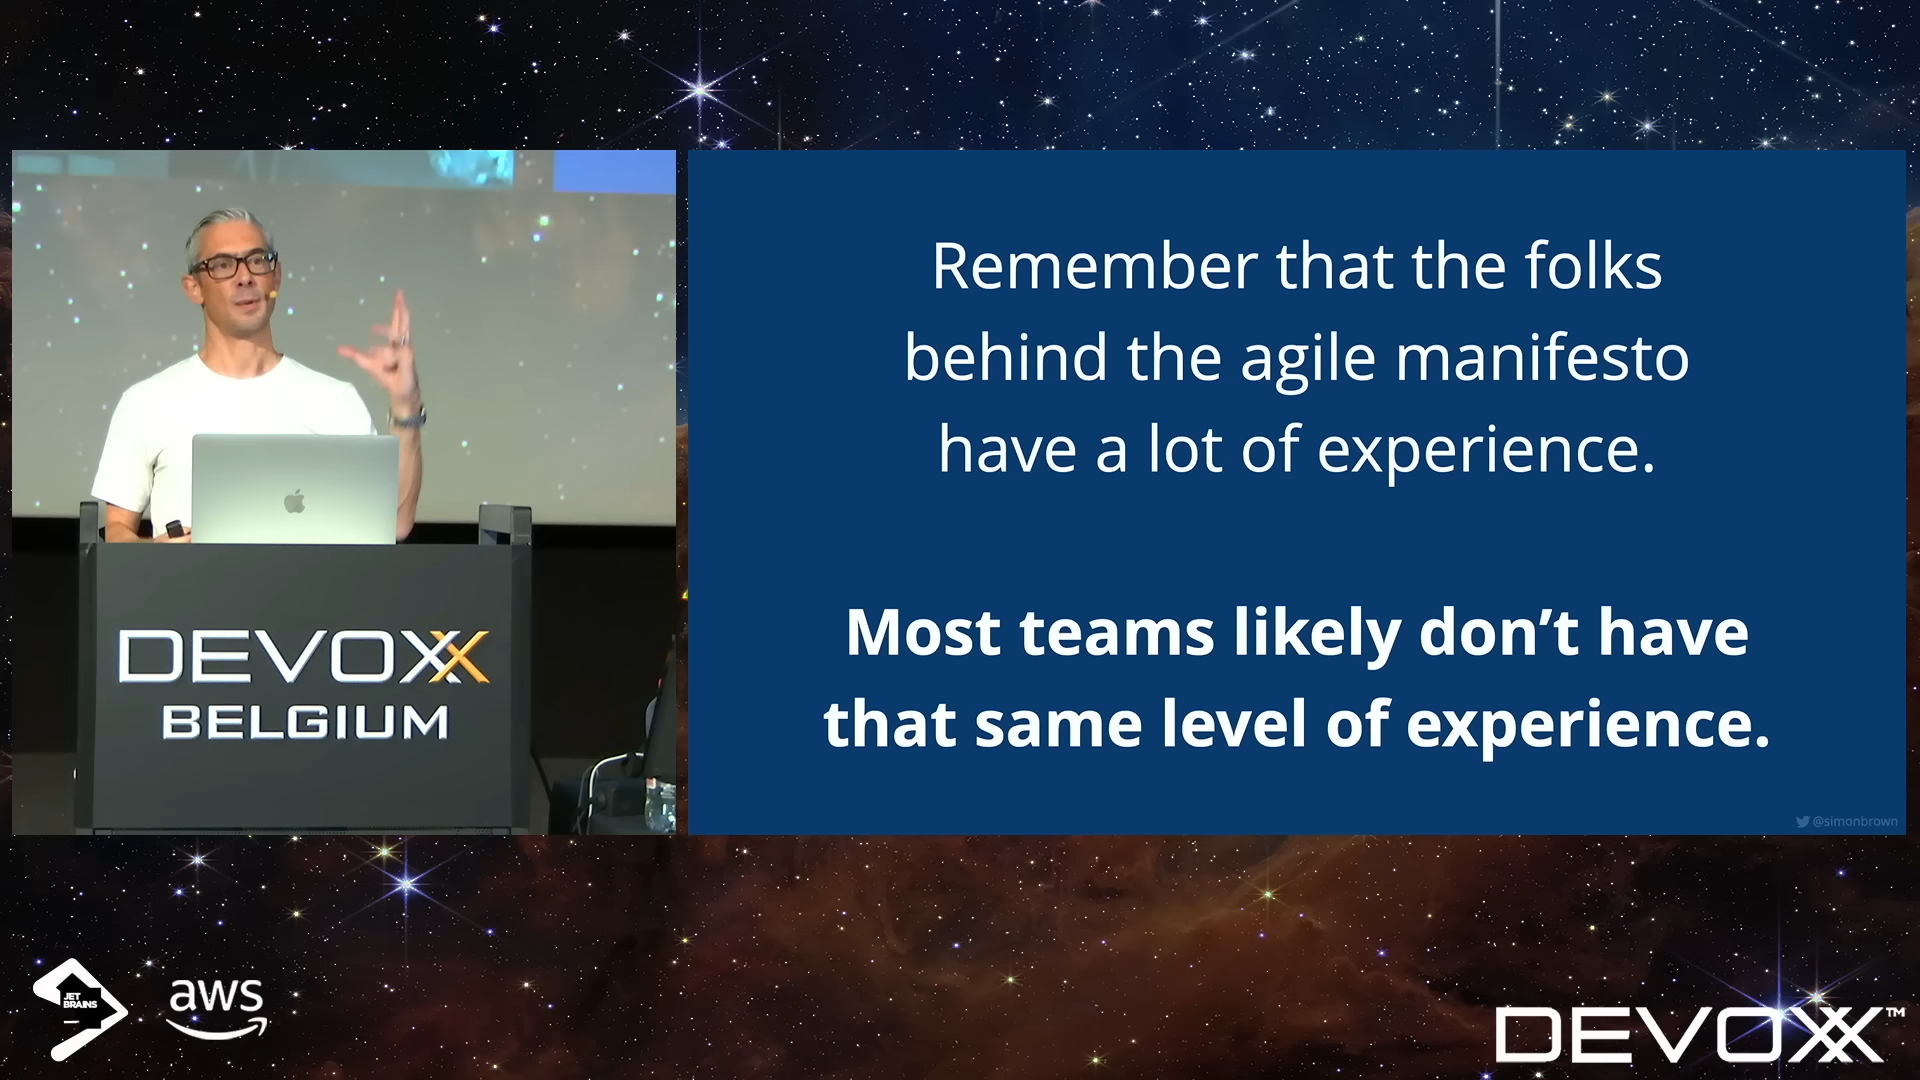 Remember that the folks
behind the agile manifesto
have a lot of experience.
Most teams likely don’t have
that same level of experience.
@simonbrown
DEVOXX
BELGIUM
JET
BRAINS
aws
DEVOXX™